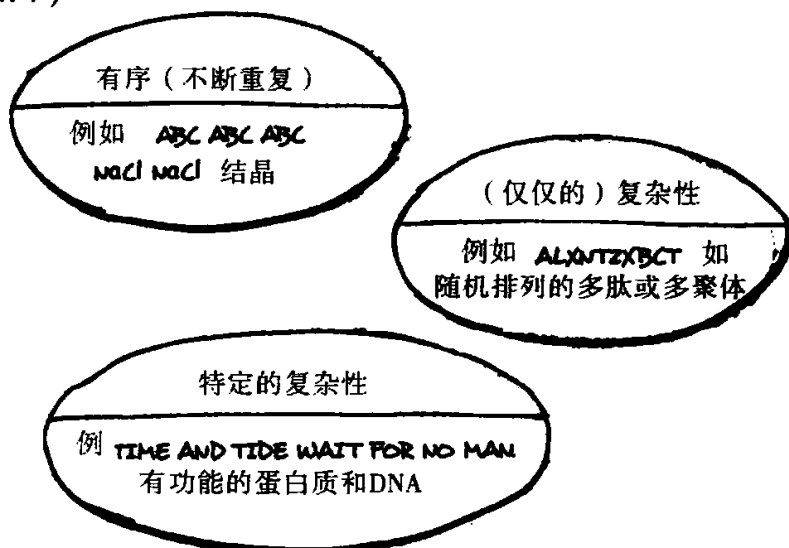 有序（不断重复）
例如 ABC ABC ABC
NaCl NaCl 结晶
（仅仅的）复杂性
例如 ALXNTZXBCT 如
随机排列的多肽或多聚体
特定的复杂性
例 TIME AND TIDE WAIT FOR NO MAN
有功能的蛋白质和DNA